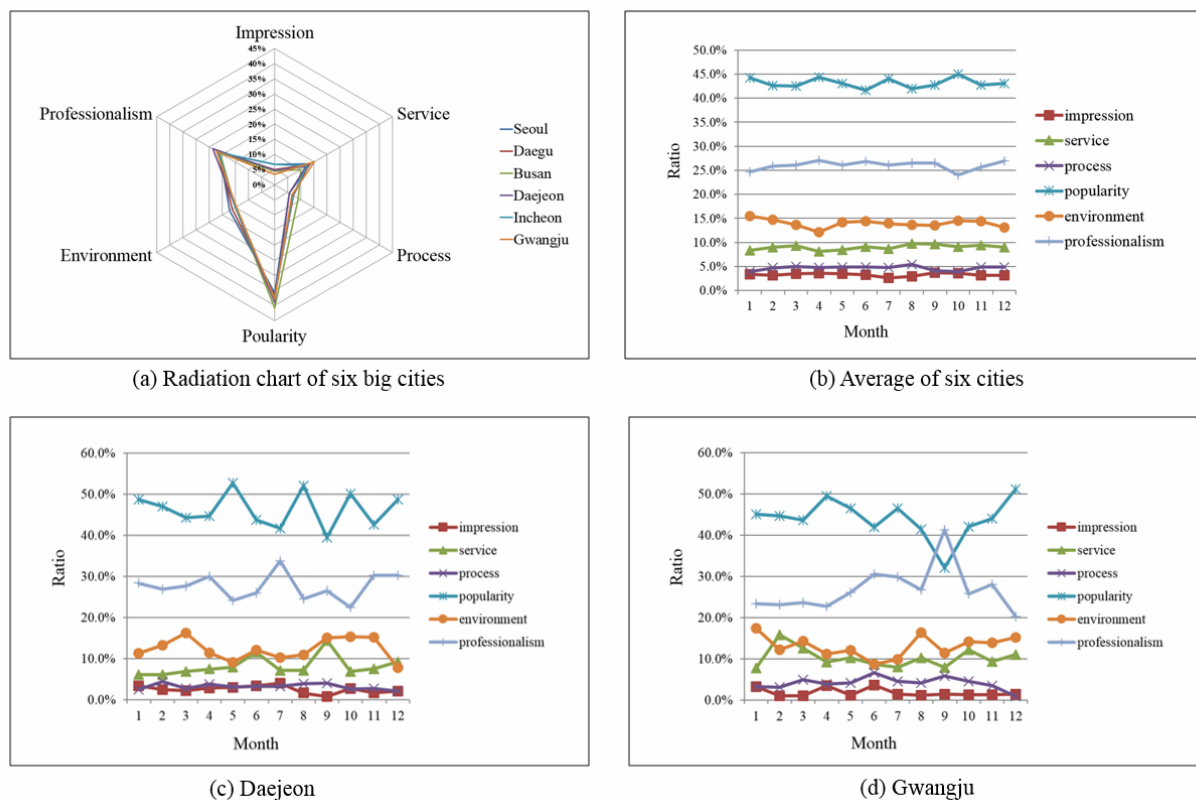 Impression
45%
40%
35%
30%
25%
20%
15%
10%
5%
0%
Professionalism
Service
Environment
Process
Poularity
Seoul
Daegu
Busan
Daejeon
Incheon
Gwangju
(a) Radiation chart of six big cities
50.0%
45.0%
40.0%
35.0%
30.0%
25.0%
20.0%
15.0%
10.0%
5.0%
0.0%
Ratio
1 2 3 4 5 6 7 8 9 10 11 12
Month
impression
service
process
popularity
environment
professionalism
(b) Average of six cities
60.0%
50.0%
40.0%
30.0%
20.0%
10.0%
0.0%
Ratio
1 2 3 4 5 6 7 8 9 10 11 12
Month
impression
service
process
popularity
environment
professionalism
(c) Daejeon
60.0%
50.0%
40.0%
30.0%
20.0%
10.0%
0.0%
Ratio
1 2 3 4 5 6 7 8 9 10 11 12
Month
impression
service
process
popularity
environment
professionalism
(d) Gwangju